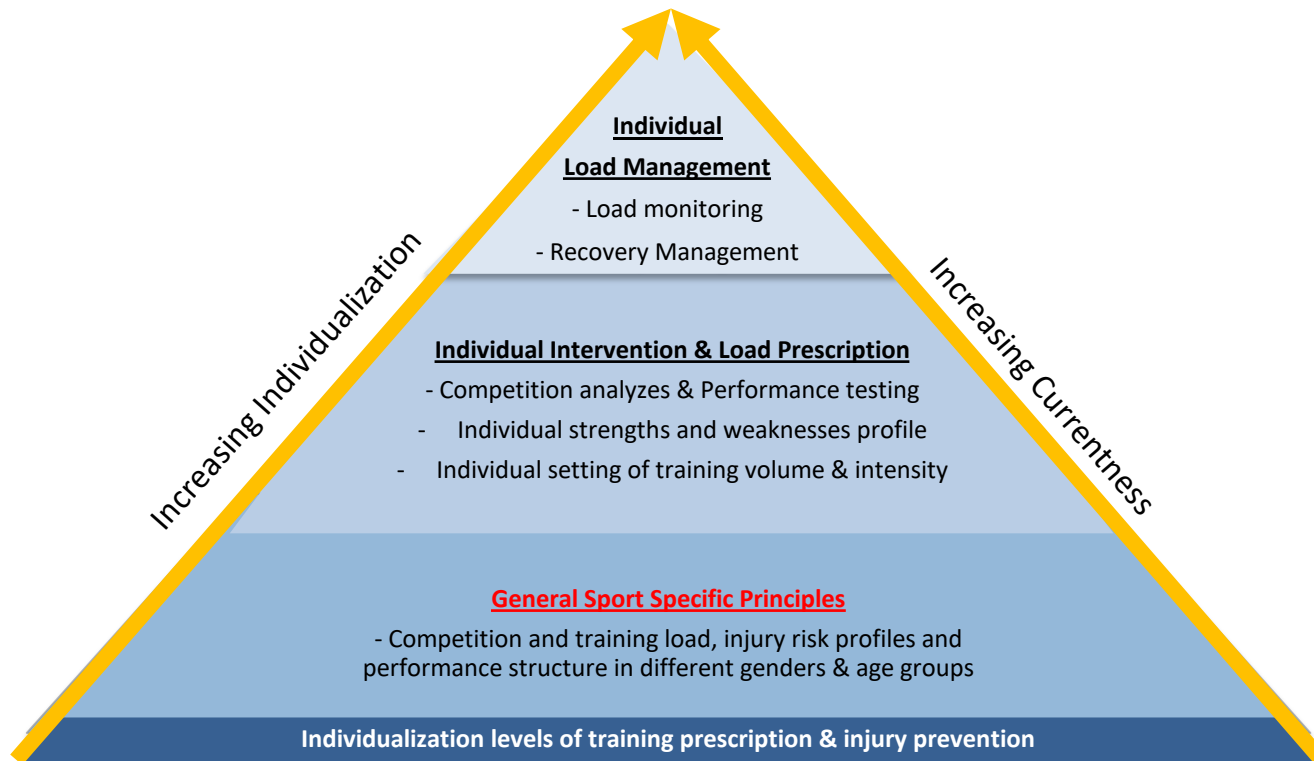 Individual
Load Management
- Load monitoring
- Recovery Management
Increasing Individualization
Increasing Currentness
Individual Intervention & Load Prescription
- Competition analyzes & Performance testing
- Individual strengths and weaknesses profile
- Individual setting of training volume & intensity
General Sport Specific Principles
- Competition and training load, injury risk profiles and
performance structure in different genders & age groups
Individualization levels of training prescription & injury prevention